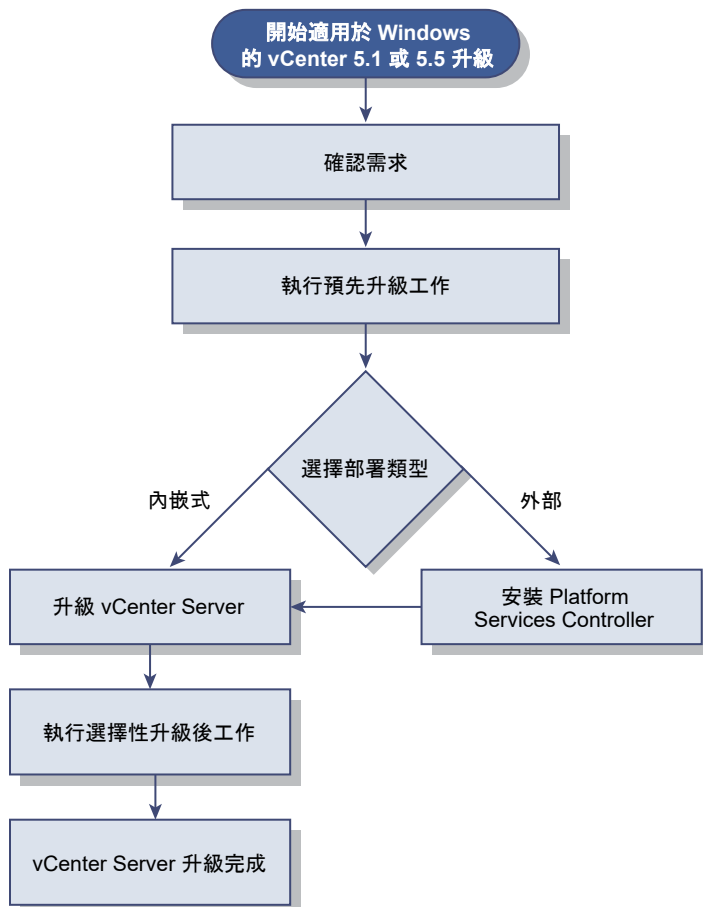 開始適用於 Windows
的 vCenter 5.1 或 5.5 升級
確認需求
執行預先升級工作
選擇部署類型
內嵌式
外部
升級 vCenter Server
安裝 Platform
Services Controller
執行選擇性升級後工作
vCenter Server 升級完成